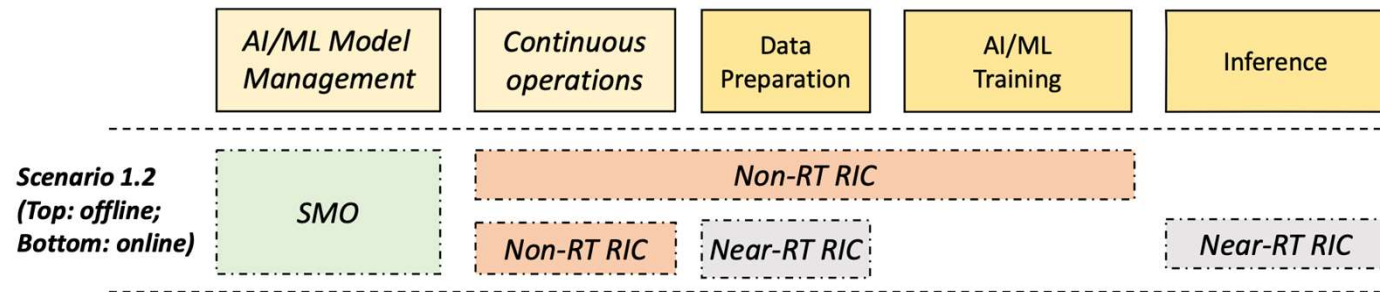 AI/ML Model
Management
Continuous
operations
Data
Preparation
AI/ML
Training
Inference
Scenario 1.2
(Top: offline;
Bottom: online)
SMO
Non-RT RIC
Non-RT RIC
Near-RT RIC
Near-RT RIC